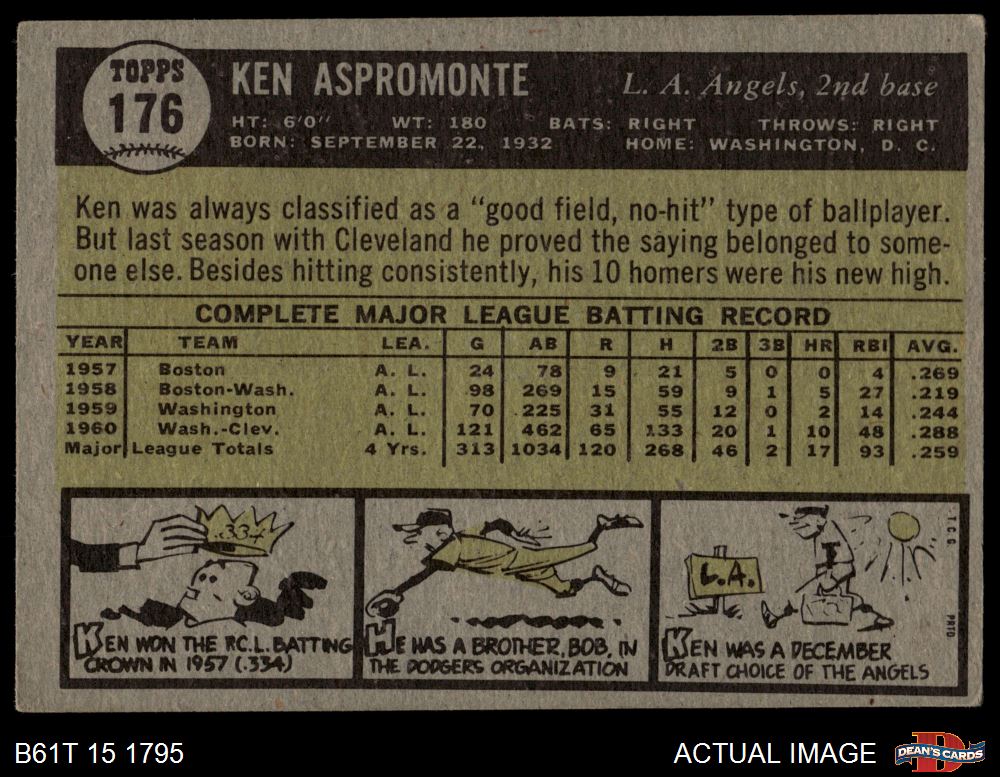 TOPPS
176
KEN ASPROMONTE
L. A. Angels, 2nd base
HT: 6'0" WT: 180 BATS: RIGHT THROWS: RIGHT
BORN: SEPTEMBER 22, 1932 HOME: WASHINGTON, D. C.
Ken was always classified as a "good field, no-hit" type of ballplayer.
But last season with Cleveland he proved the saying belonged to some-
one else. Besides hitting consistently, his 10 homers were his new high.
COMPLETE MAJOR LEAGUE BATTING RECORD
YEAR TEAM LEA. G AB R H 2B 3B HR RBI AVG.
1957 Boston A. L. 24 78 9 21 5 0 0 4 .269
1958 Boston-Wash. A. L. 98 269 15 59 9 1 5 27 .219
1959 Washington A. L. 70 225 31 55 12 0 2 14 .244
1960 Wash.-Clev. A. L. 121 462 65 133 20 1 10 48 .288
Major League Totals 4 Yrs. 313 1034 120 268 46 2 17 93 .259
.334
KEN WON THE P.C.L. BATTING
CROWN IN 1957 (.334)
HE HAS A BROTHER, BOB, IN
THE DODGERS ORGANIZATION
L.A.
KEN WAS A DECEMBER
DRAFT CHOICE OF THE ANGELS
T.C.G.
PRTD
B61T 15 1795
ACTUAL IMAGE
D
DEAN'S CARDS